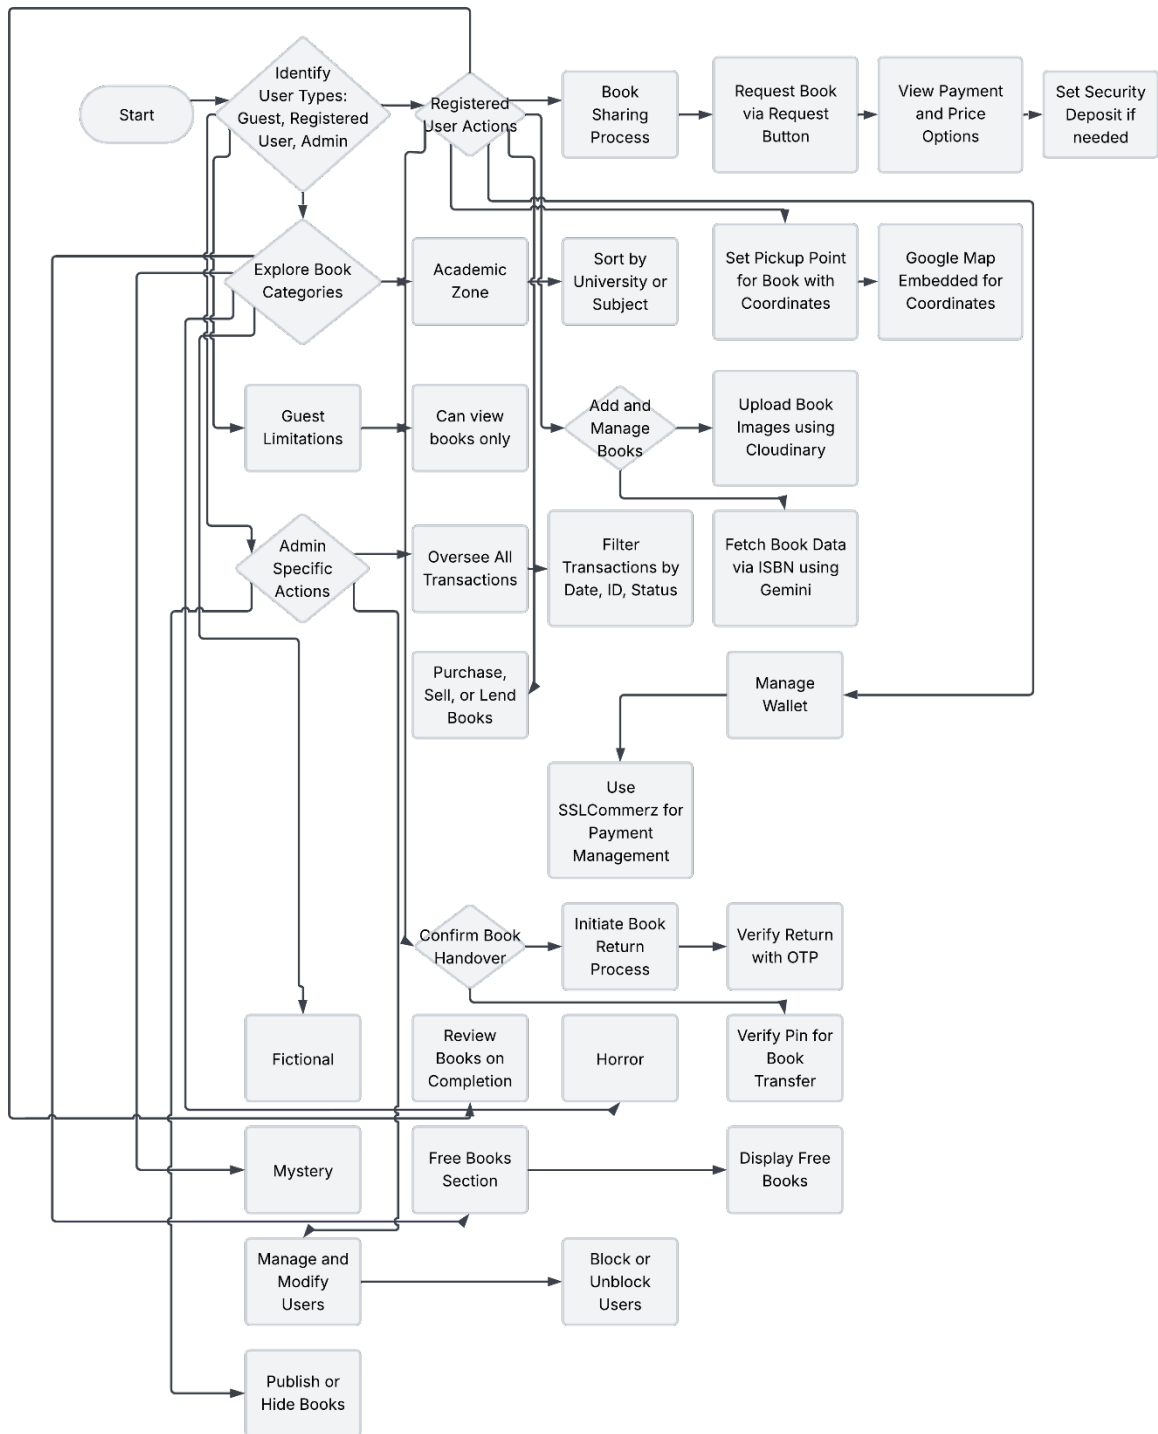 Start
Identify
User Types:
Guest, Registered
User, Admin
Registered
User Actions
Book
Sharing
Process
Request Book
via Request
Button
View Payment
and Price
Options
Set Security
Deposit if
needed
Explore Book
Categories
Academic
Zone
Sort by
University or
Subject
Set Pickup Point
for Book with
Coordinates
Google Map
Embedded for
Coordinates
Guest
Limitations
Can view
books only
Add and
Manage
Books
Upload Book
Images using
Cloudinary
Admin
Specific
Actions
Oversee All
Transactions
Filter
Transactions by
Date, ID, Status
Fetch Book Data
via ISBN using
Gemini
Purchase,
Sell, or Lend
Books
Manage
Wallet
Use
SSLCommerz for
Payment
Management
Confirm Book
Handover
Initiate Book
Return
Process
Verify Return
with OTP
Fictional
Review
Books on
Completion
Horror
Verify Pin for
Book
Transfer
Mystery
Free Books
Section
Display Free
Books
Manage and
Modify
Users
Block or
Unblock
Users
Publish or
Hide Books